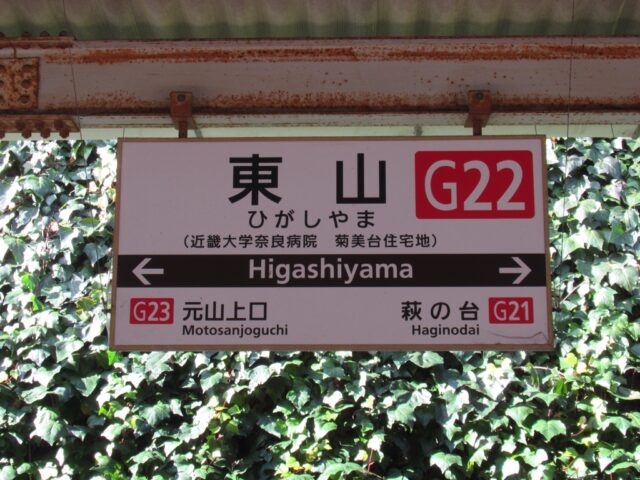 東山 G22
ひがしやま
（近畿大学奈良病院　菊美台住宅地）
← Higashiyama →
G23 元山上口 萩の台 G21
Motosanjoguchi Haginodai